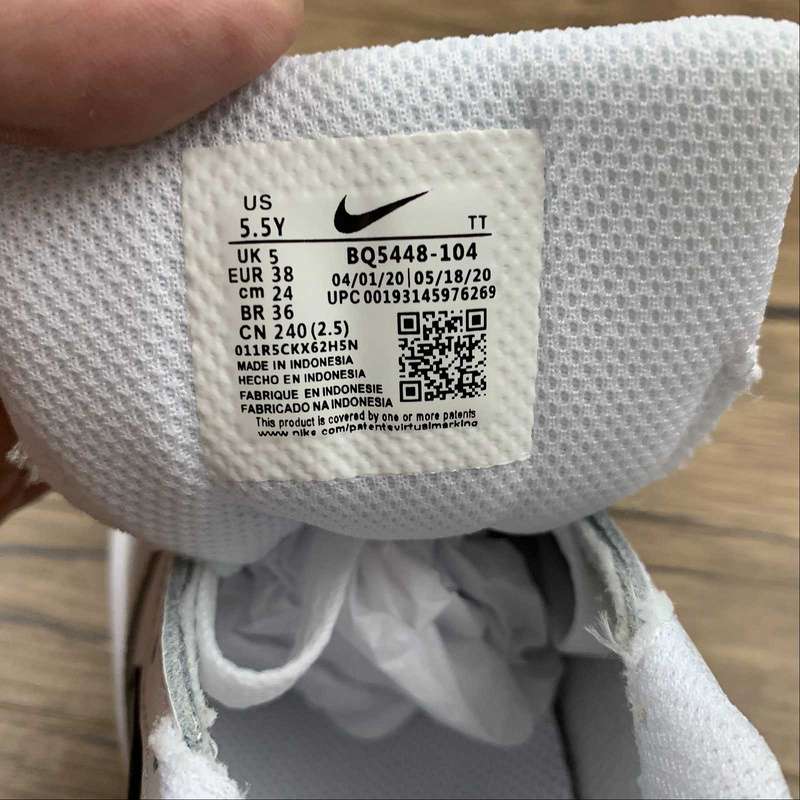 US
5.5Y
TT
UK 5
EUR 38
cm 24
BR 36
CN 240 (2.5)
BQ5448-104
04/01/20|05/18/20
UPC 00193145976269
011R5CKX62H5N
MADE IN INDONESIA
HECHO EN INDONESIA
FABRIQUE EN INDONESIE
FABRICADO NA INDONESIA
This product is covered by one or more patents
www.nike.com/patentsvirtualmarking